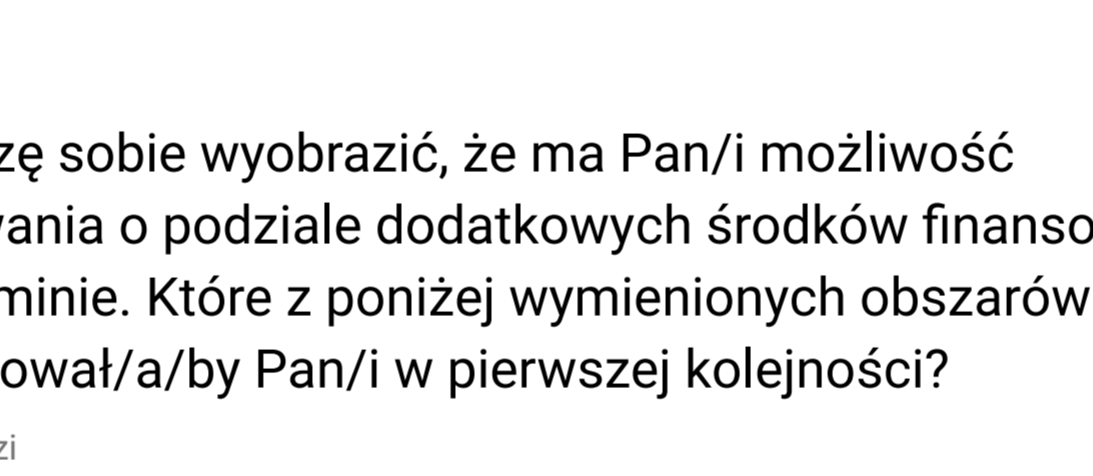 zę sobie wyobrazić, że ma Pan/i możliwość
wania o podziale dodatkowych środków finanso
minie. Które z poniżej wymienionych obszarów
ował/a/by Pan/i w pierwszej kolejności?
zi